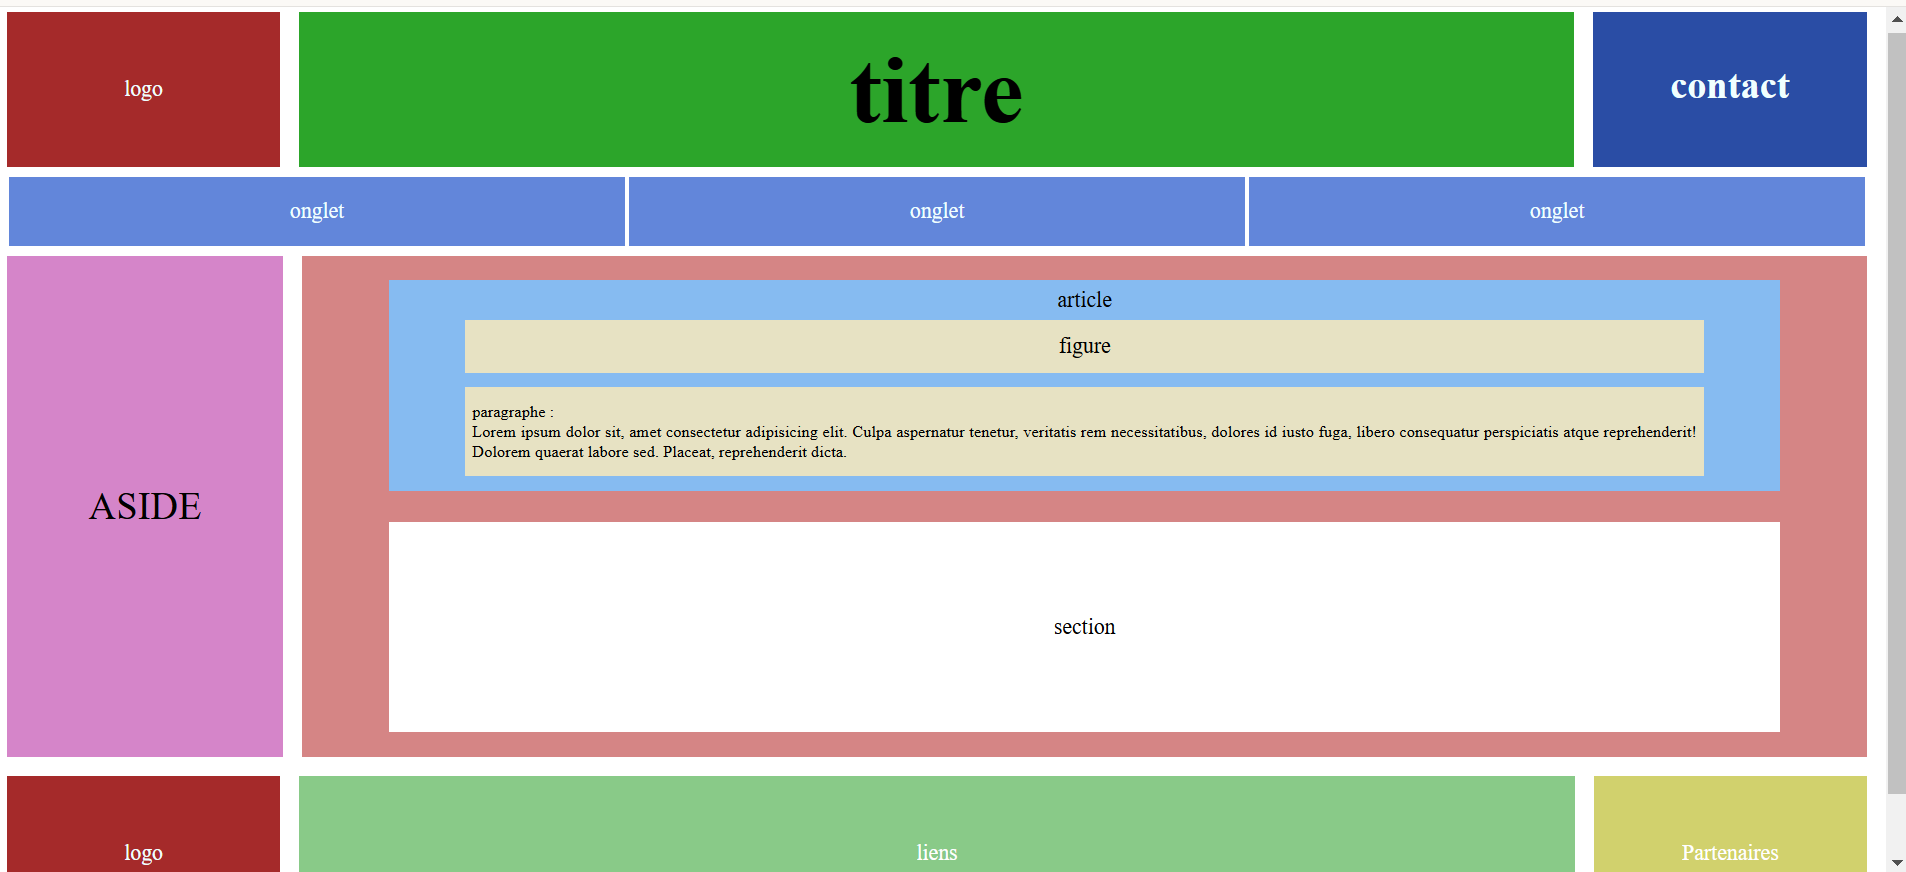 logo
titre
contact
onglet
onglet
onglet
ASIDE
article
figure
paragraphe :
Lorem ipsum dolor sit, amet consectetur adipisicing elit. Culpa aspernatur tenetur, veritatis rem necessitatibus, dolores id iusto fuga, libero consequatur perspiciatis atque reprehenderit!
Dolorem quaerat labore sed. Placeat, reprehenderit dicta.
section
logo
liens
Partenaires